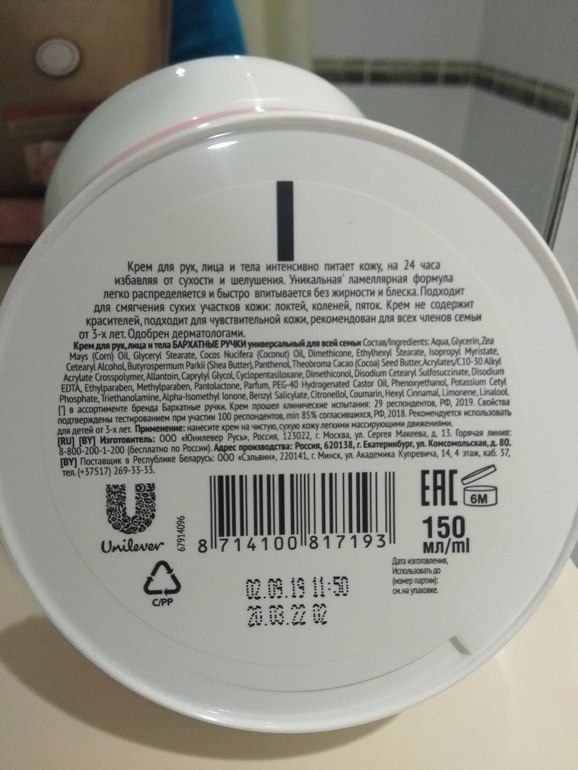 Крем для рук, лица и тела интенсивно питает кожу, на 24 часа
избавляя от сухости и шелушения. Уникальная* ламеллярная формула
легко распределяется и быстро впитывается без жирности и блеска. Подходит
для смягчения сухих участков кожи: локтей, коленей, пяток. Крем не содержит
красителей, подходит для чувствительной кожи, рекомендован для всех членов семьи
от 3-х лет. Одобрен дерматологами.
Крем для рук, лица и тела БАРХАТНЫЕ РУЧКИ универсальный для всей семьи Состав/Ingredients: Aqua, Glycerin, Zea
Mays (Corn) Oil, Glyceryl Stearate, Cocos Nucifera (Coconut) Oil, Dimethicone, Ethylhexyl Stearate, Isopropyl Myristate,
Cetearyl Alcohol, Butyrospermum Parkii (Shea Butter), Panthenol, Theobroma Cacao (Cocoa) Seed Butter, Acrylates/C10-30 Alkyl
Acrylate Crosspolymer, Allantoin, Caprylyl Glycol, Cyclopentasiloxane, Dimethiconol, Disodium Cetearyl Sulfosuccinate, Disodium
EDTA, Ethylparaben, Methylparaben, Pantolactone, Parfum, PEG-40 Hydrogenated Castor Oil, Phenoxyethanol, Potassium Cetyl
Phosphate, Triethanolamine, Alpha-Isomethyl Ionone, Benzyl Salicylate, Citronellol, Coumarin, Hexyl Cinnamal, Limonene, Linalool.
[*] в ассортименте бренда Бархатные ручки. Крем прошел клинические испытания: 29 респондентов, РФ, 2019. Свойства
подтверждены тестированием при участии 100 респондентов, min 85% согласившихся, РФ, 2018. Рекомендуется использовать
для детей от 3-х лет. Применение: нанесите крем на чистую, сухую кожу легкими массирующими движениями.
[RU] [BY] Изготовитель: ООО «Юнилевер Русь», Россия, 123022, г. Москва, ул. Сергея Макеева, д. 13. Горячая линия:
8-800-200-1-200 (бесплатно по России). Адрес производства: Россия, 620138, г. Екатеринбург, ул. Комсомольская, д. 80.
[BY] Поставщик в Республике Беларусь: ООО «Сэльвин», 220141, г. Минск, ул. Академика Купревича, 14, 4 этаж, каб. 37,
тел. (+37517) 269-33-33.
Unilever
67914096
8 714100 817193
EAC
6M
150
мл/ml
Дата изготовления,
Использовать до
(номер партии):
см. на упаковке.
C/PP
02.09.19 11:50
20.03.22 02